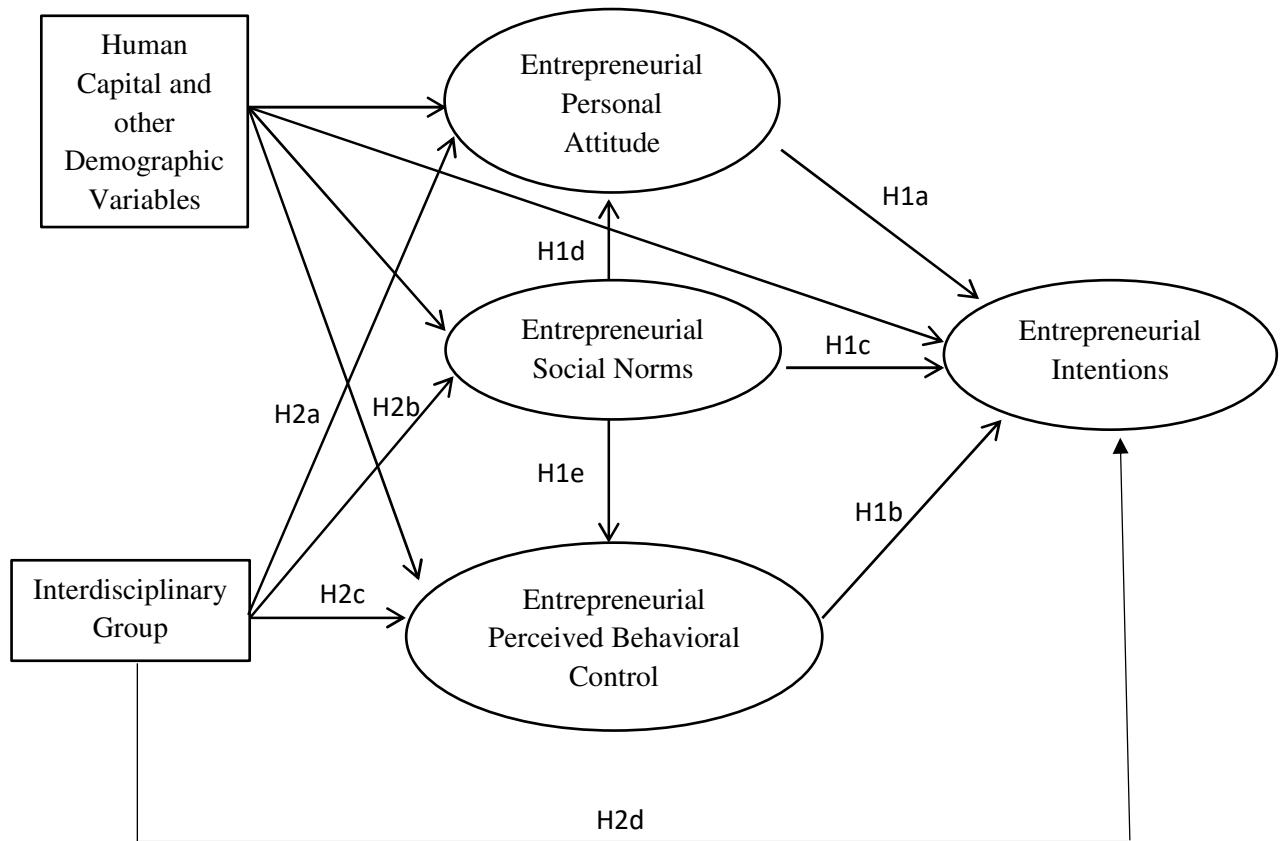 Human
Capital and
other
Demographic
Variables
Entrepreneurial
Personal
Attitude
H1a
H1d
Entrepreneurial
Social Norms
H1c
Entrepreneurial
Intentions
H2a
H2b
H1e
H1b
Interdisciplinary
Group
H2c
Entrepreneurial
Perceived Behavioral
Control
H2d